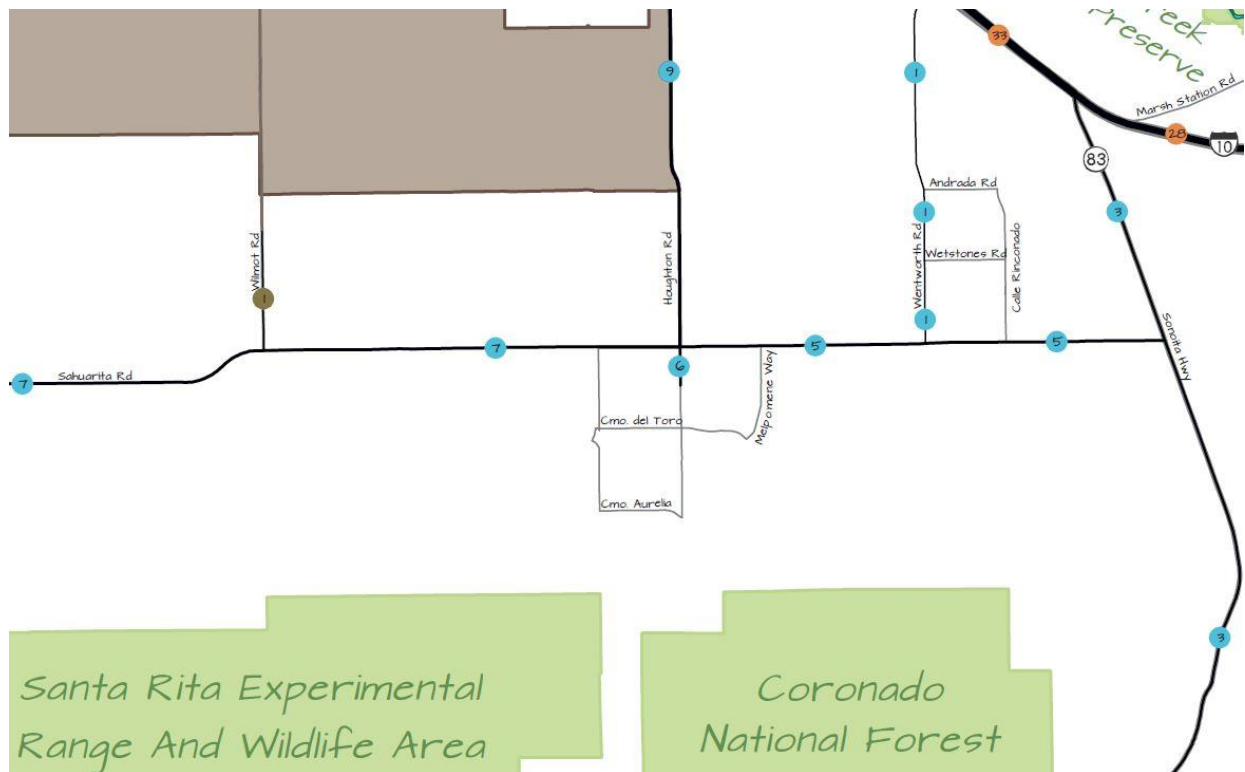 33
reek
Preserve
9
1
Marsh Station Rd
28
10
83
Andrada Rd
1
3
Wilmot Rd
Houghton Rd
Wentworth Rd
Wetstones Rd
Calle Rinconado
1
1
Sonoita Hwy
7
5
5
6
7
Sahuarita Rd
Melpomene Way
Cmo. del Toro
Cmo. Aurelia
3
Santa Rita Experimental
Range And Wildlife Area
Coronado
National Forest